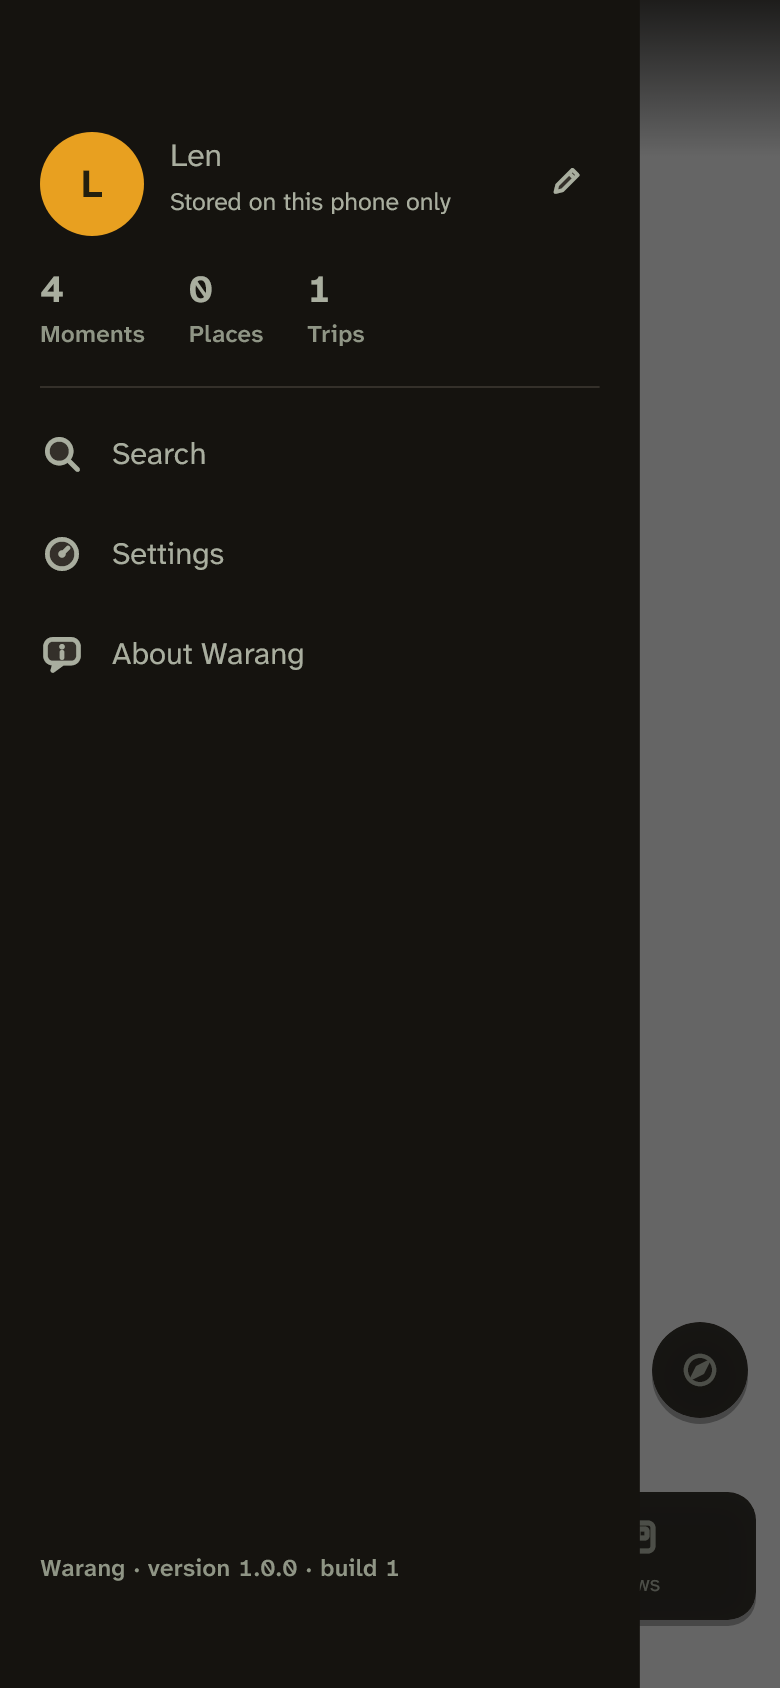 L
Len
Stored on this phone only
4 0 1
Moments Places Trips
Search
Settings
About Warang
Warang · version 1.0.0 · build 1